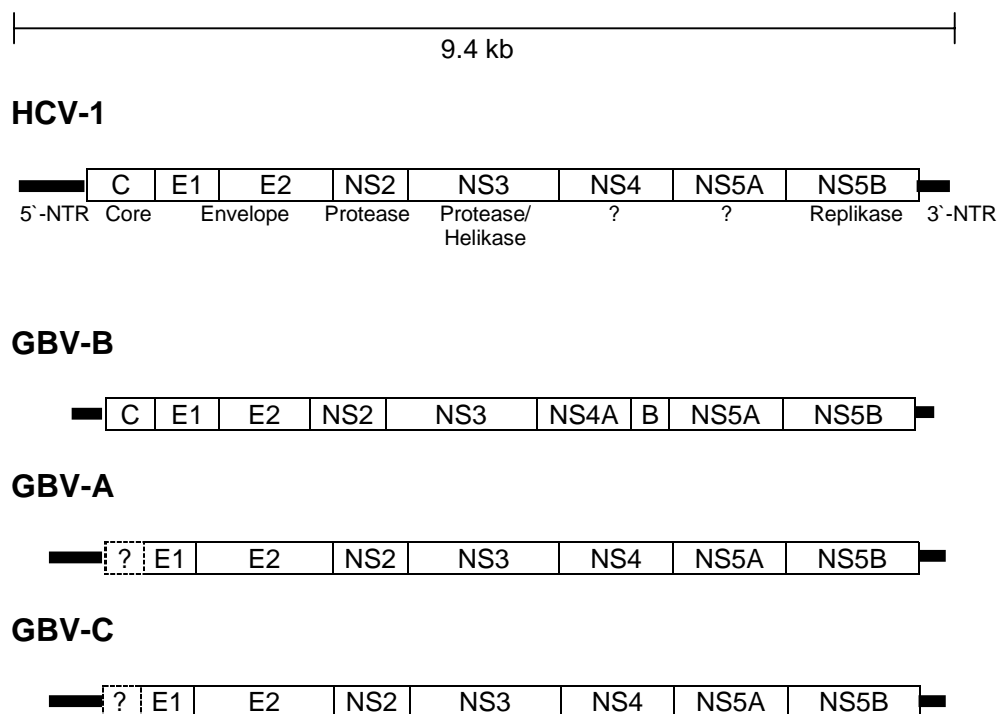 9.4 kb
HCV-1
C E1 E2 NS2 NS3 NS4 NS5A NS5B
5`-NTR Core Envelope Protease Protease/ ? ? Replikase 3`-NTR
Helikase
GBV-B
C E1 E2 NS2 NS3 NS4A B NS5A NS5B
GBV-A
? E1 E2 NS2 NS3 NS4 NS5A NS5B
GBV-C
? E1 E2 NS2 NS3 NS4 NS5A NS5B